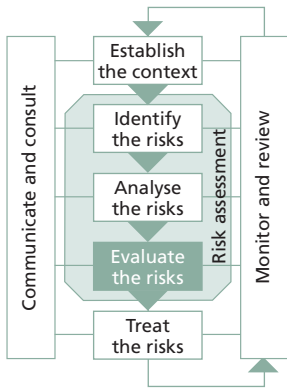 Establish
the context
Identify
the risks
Analyse
the risks
Evaluate
the risks
Treat
the risks
Communicate and consult
Risk assessment
Monitor and review